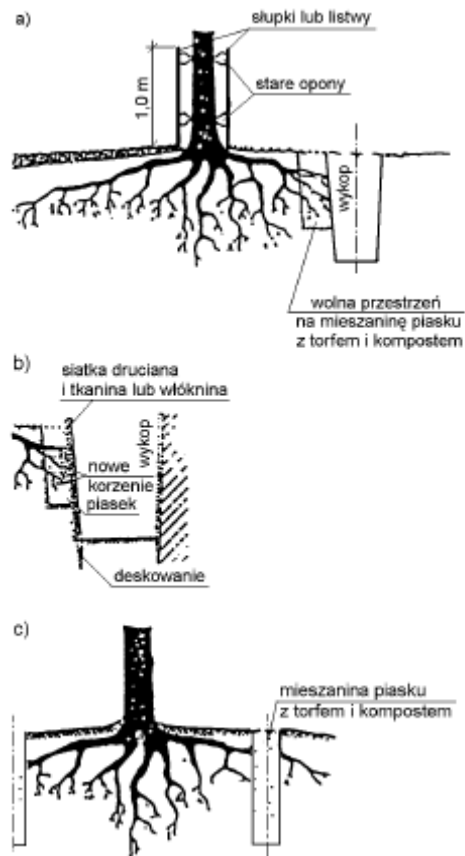 a)
słupki lub listwy
1,0 m
stare opony
wykop
wolna przestrzeń
na mieszaninę piasku
z torfem i kompostem
b)
siatka druciana
i tkanina lub włóknina
wykop
nowe
korzenie
piasek
deskowanie
c)
mieszanina piasku
z torfem i kompostem